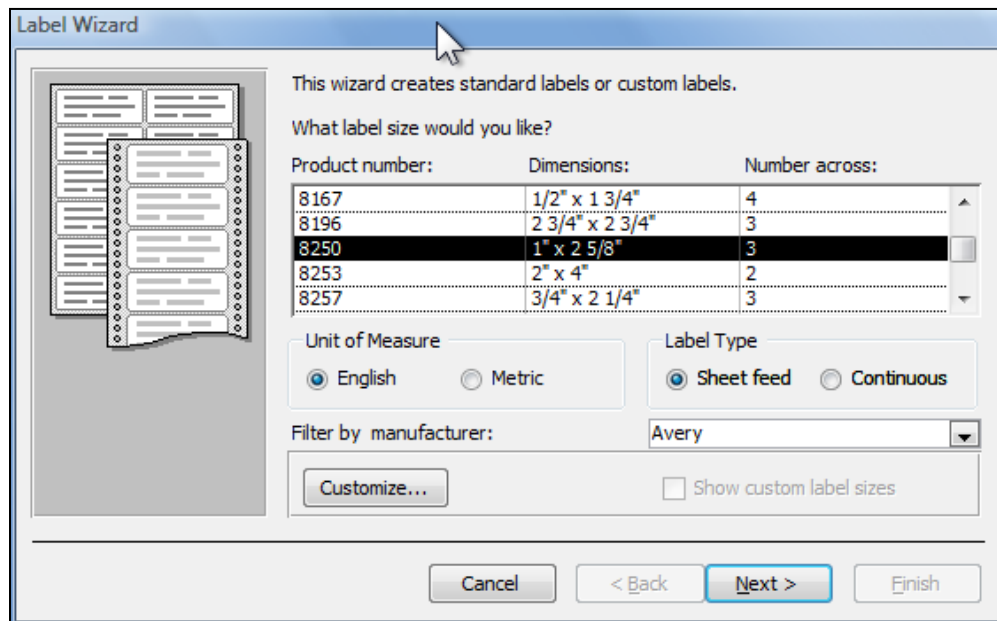 Label Wizard
This wizard creates standard labels or custom labels.
What label size would you like?
Product number: Dimensions: Number across:
8167 1/2" x 1 3/4" 4
8196 2 3/4" x 2 3/4" 3
8250 1" x 2 5/8" 3
8253 2" x 4" 2
8257 3/4" x 2 1/4" 3
Unit of Measure Label Type
English Metric Sheet feed Continuous
Filter by manufacturer: Avery
Customize... Show custom label sizes
Cancel < Back Next > Finish